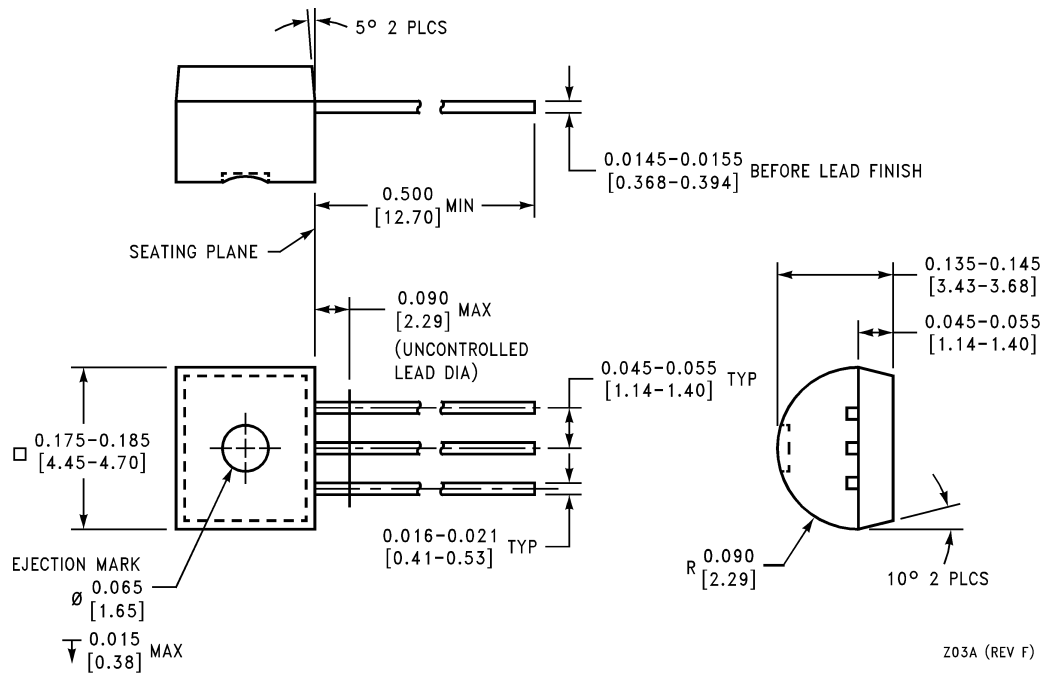 5° 2 PLCS
0.0145-0.0155
[0.368-0.394]
BEFORE LEAD FINISH
0.500
[12.70]
MIN
SEATING PLANE
0.090
[2.29]
MAX
(UNCONTROLLED
LEAD DIA)
0.135-0.145
[3.43-3.68]
0.045-0.055
[1.14-1.40]
0.045-0.055
[1.14-1.40]
TYP
0.175-0.185
[4.45-4.70]
0.016-0.021
[0.41-0.53]
TYP
EJECTION MARK
Ø 0.065
[1.65]
0.015
[0.38]
MAX
R 0.090
[2.29]
10° 2 PLCS
Z03A (REV F)